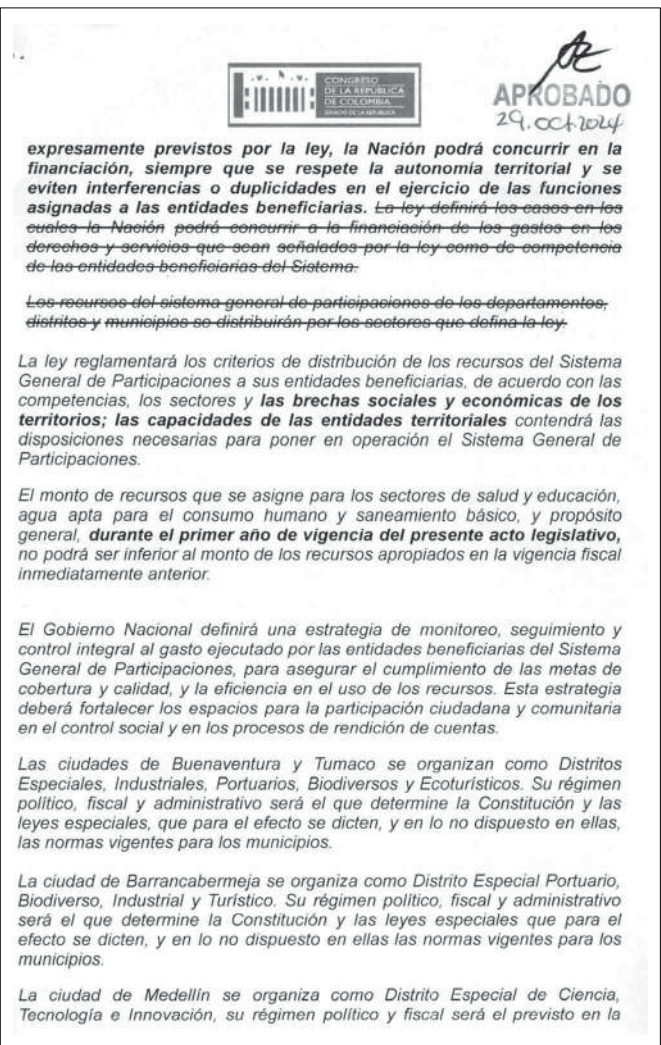 CONGRESO
DE LA REPÚBLICA
DE COLOMBIA
SENADO DE LA REPÚBLICA
APROBADO
29.oct.2024
expresamente previstos por la ley, la Nación podrá concurrir en la
financiación, siempre que se respete la autonomía territorial y se
eviten interferencias o duplicidades en el ejercicio de las funciones
asignadas a las entidades beneficiarias. La ley definirá los casos en los
cuales la Nación podrá concurrir a la financiación de los gastos en los
derechos y servicios que sean señalados por la ley como de competencia
de las entidades beneficiarias del Sistema.
Los recursos del sistema general de participaciones de los departamentos,
distritos y municipios se distribuirán por los sectores que defina la ley.
La ley reglamentará los criterios de distribución de los recursos del Sistema
General de Participaciones a sus entidades beneficiarias, de acuerdo con las
competencias, los sectores y las brechas sociales y económicas de los
territorios; las capacidades de las entidades territoriales contendrá las
disposiciones necesarias para poner en operación el Sistema General de
Participaciones.
El monto de recursos que se asigne para los sectores de salud y educación,
agua apta para el consumo humano y saneamiento básico, y propósito
general, durante el primer año de vigencia del presente acto legislativo,
no podrá ser inferior al monto de los recursos apropiados en la vigencia fiscal
inmediatamente anterior.
El Gobierno Nacional definirá una estrategia de monitoreo, seguimiento y
control integral al gasto ejecutado por las entidades beneficiarias del Sistema
General de Participaciones, para asegurar el cumplimiento de las metas de
cobertura y calidad, y la eficiencia en el uso de los recursos. Esta estrategia
deberá fortalecer los espacios para la participación ciudadana y comunitaria
en el control social y en los procesos de rendición de cuentas.
Las ciudades de Buenaventura y Tumaco se organizan como Distritos
Especiales, Industriales, Portuarios, Biodiversos y Ecoturísticos. Su régimen
político, fiscal y administrativo será el que determine la Constitución y las
leyes especiales, que para el efecto se dicten, y en lo no dispuesto en ellas,
las normas vigentes para los municipios.
La ciudad de Barrancabermeja se organiza como Distrito Especial Portuario,
Biodiverso, Industrial y Turístico. Su régimen político, fiscal y administrativo
será el que determine la Constitución y las leyes especiales que para el
efecto se dicten, y en lo no dispuesto en ellas las normas vigentes para los
municipios.
La ciudad de Medellín se organiza como Distrito Especial de Ciencia,
Tecnología e Innovación, su régimen político y fiscal será el previsto en la